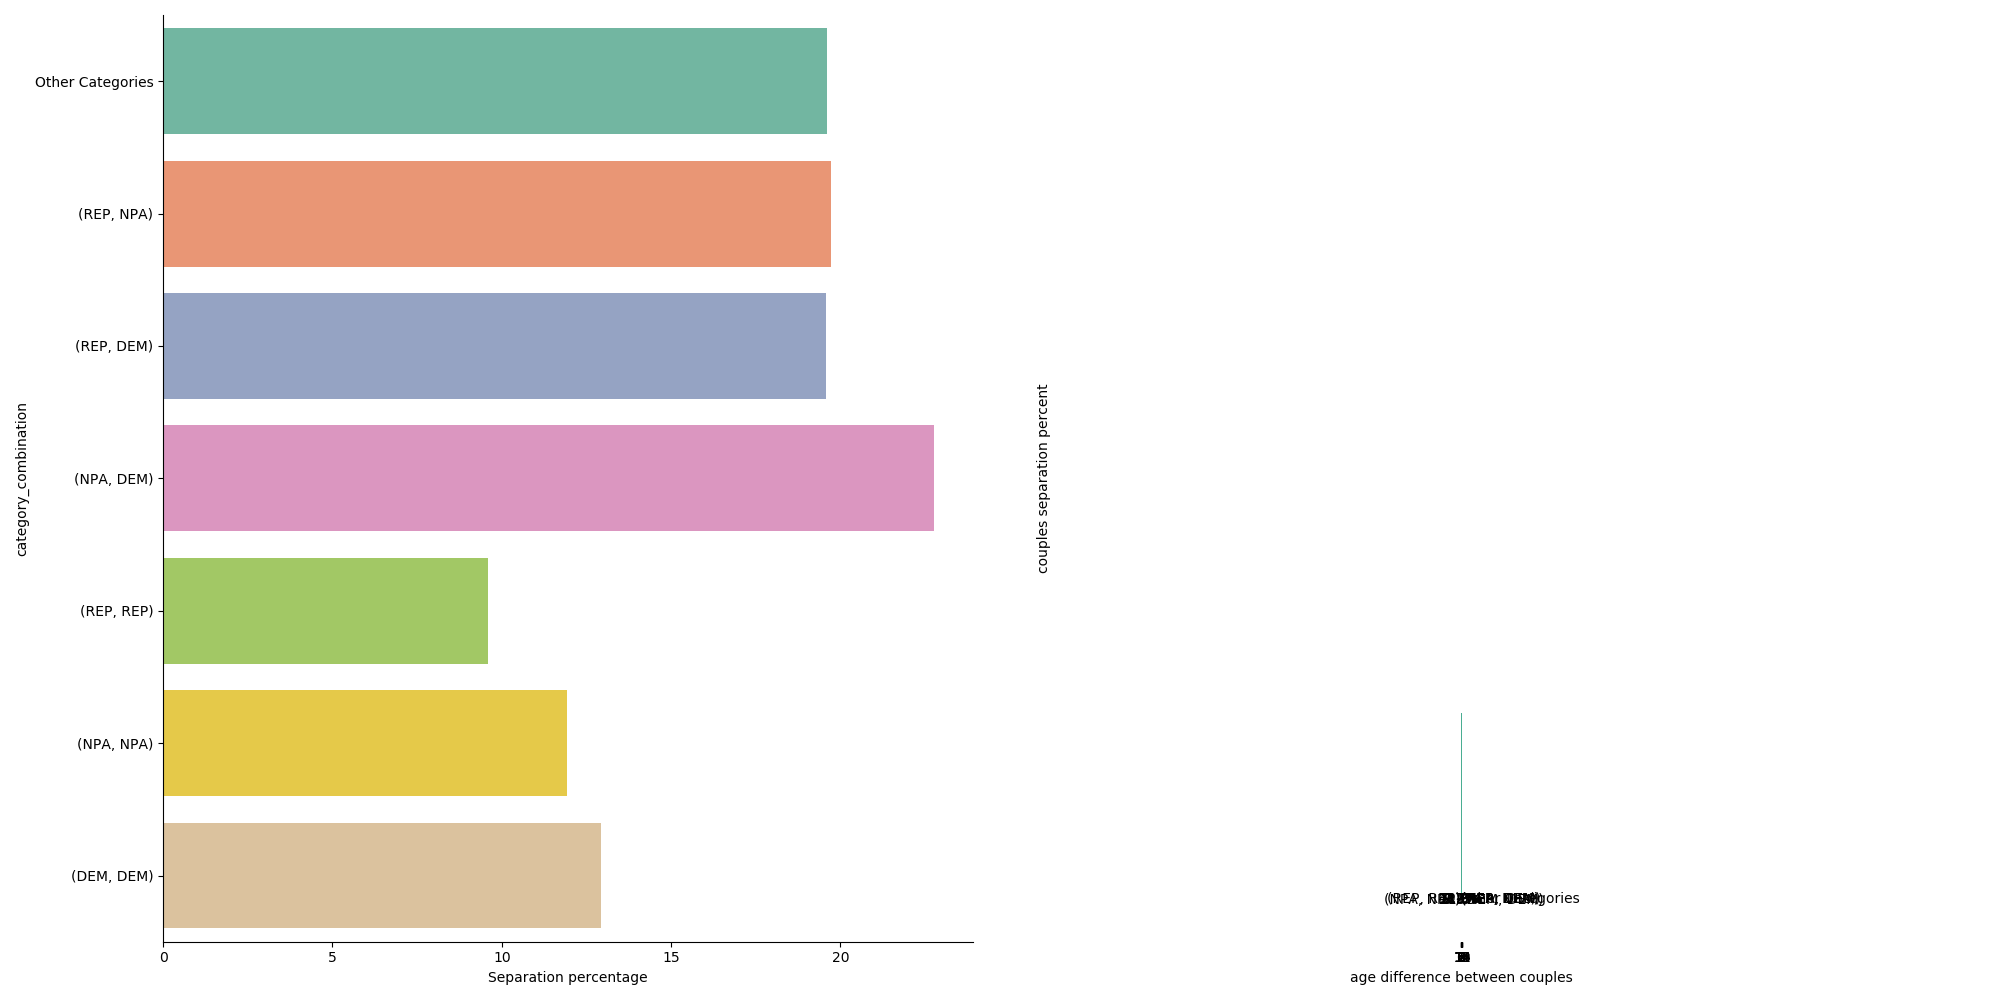 category_combination
Other Categories
(REP, NPA)
(REP, DEM)
(NPA, DEM)
(REP, REP)
(NPA, NPA)
(DEM, DEM)
0 5 10 15 20
Separation percentage
couples separation percent
age difference between couples